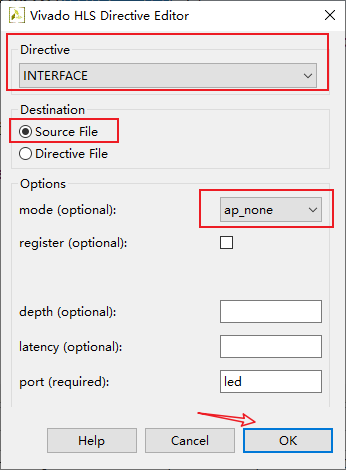 Vivado HLS Directive Editor
Directive
INTERFACE
Destination
Source File
Directive File
Options
mode (optional): ap_none
register (optional):
depth (optional):
latency (optional):
port (required): led
Help Cancel OK